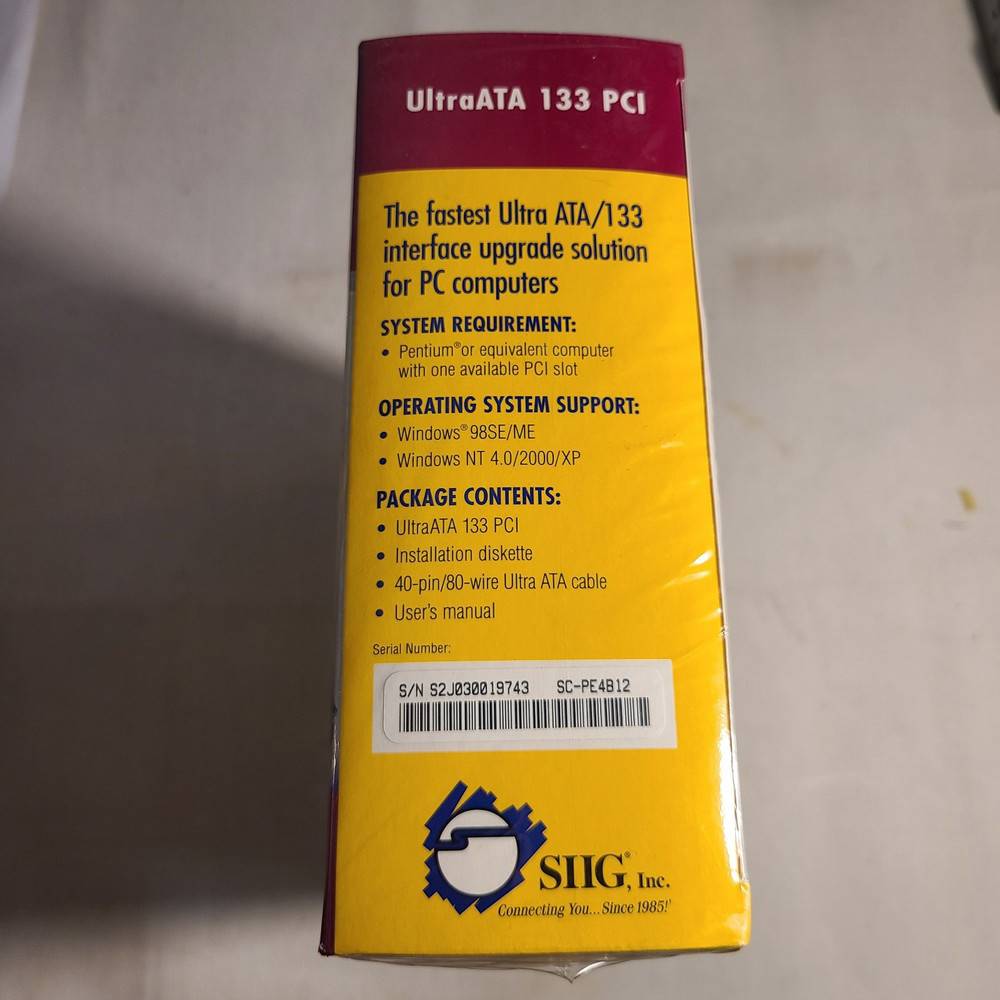 UltraATA 133 PCI
The fastest Ultra ATA/133
interface upgrade solution
for PC computers
SYSTEM REQUIREMENT:
• Pentium® or equivalent computer
with one available PCI slot
OPERATING SYSTEM SUPPORT:
• Windows® 98SE/ME
• Windows NT 4.0/2000/XP
PACKAGE CONTENTS:
• UltraATA 133 PCI
• Installation diskette
• 40-pin/80-wire Ultra ATA cable
• User's manual
Serial Number:
S/N S2J030019743 SC-PE4B12
SIIG®, Inc.
Connecting You...Since 1985!